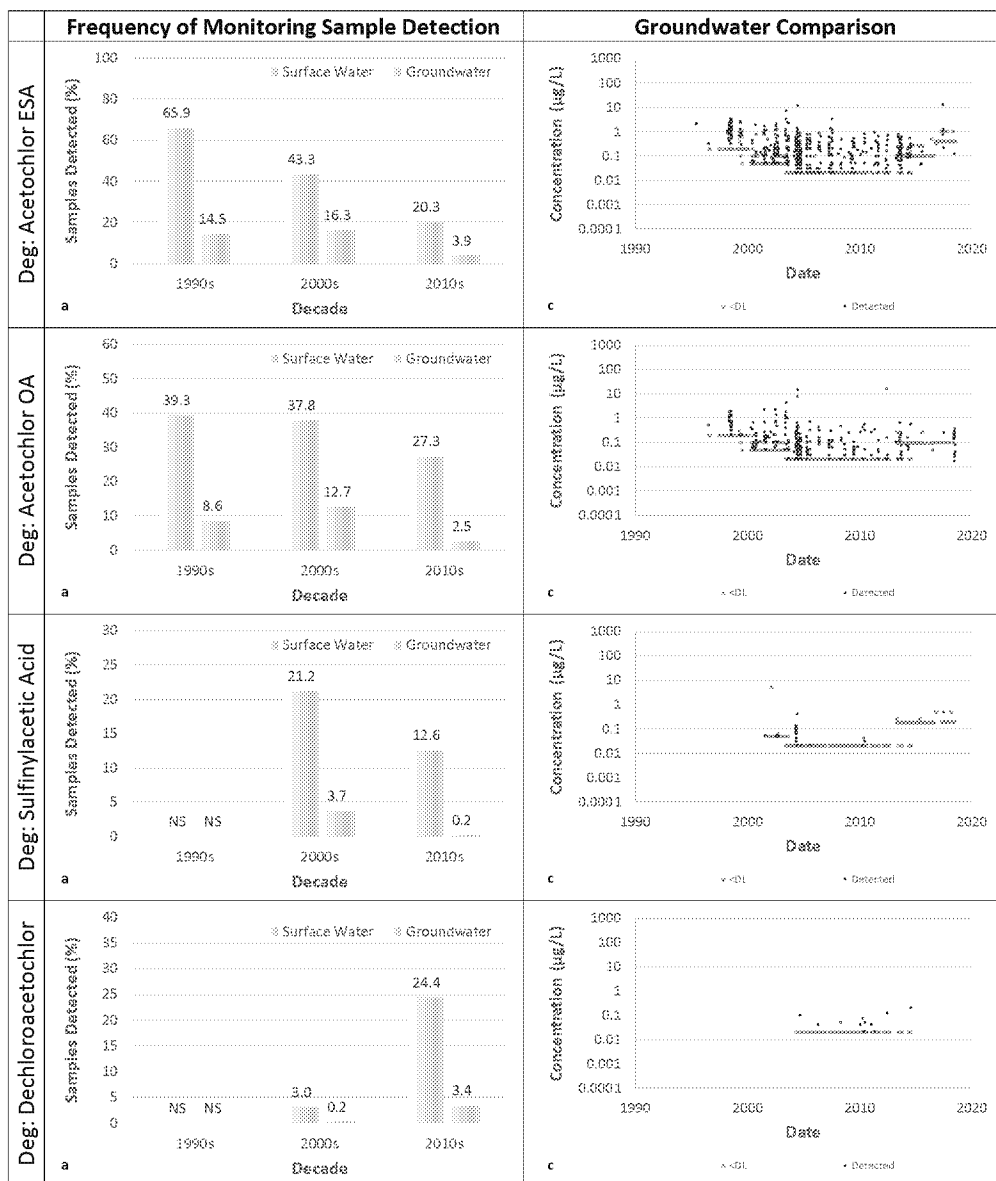 Frequency of Monitoring Sample Detection
Groundwater Comparison
Deg: Acetochlor ESA
Samples Detected (%)
100
80
60
40
20
0
Surface Water
Groundwater
65.9
14.5
43.3
16.3
20.3
3.9
1990s
2000s
2010s
Decade
a
Concentration (µg/L)
1000
100
10
1
0.1
0.01
0.001
0.0001
1990
2000
2010
2020
Date
c
<DL
Detected
Deg: Acetochlor OA
Samples Detected (%)
60
50
40
30
20
10
0
Surface Water
Groundwater
39.3
8.6
37.8
12.7
27.3
2.5
1990s
2000s
2010s
Decade
a
Concentration (µg/L)
1000
100
10
1
0.1
0.01
0.001
0.0001
1990
2000
2010
2020
Date
c
<DL
Detected
Deg: Sulfinylacetic Acid
Samples Detected (%)
30
25
20
15
10
5
0
Surface Water
Groundwater
NS
NS
21.2
3.7
12.6
0.2
1990s
2000s
2010s
Decade
a
Concentration (µg/L)
1000
100
10
1
0.1
0.01
0.001
0.0001
1990
2000
2010
2020
Date
c
<DL
Detected
Deg: Dechloroacetochlor
Samples Detected (%)
40
35
30
25
20
15
10
5
0
Surface Water
Groundwater
NS
NS
3.0
0.2
24.4
3.4
1990s
2000s
2010s
Decade
a
Concentration (µg/L)
1000
100
10
1
0.1
0.01
0.001
0.0001
1990
2000
2010
2020
Date
c
<DL
Detected